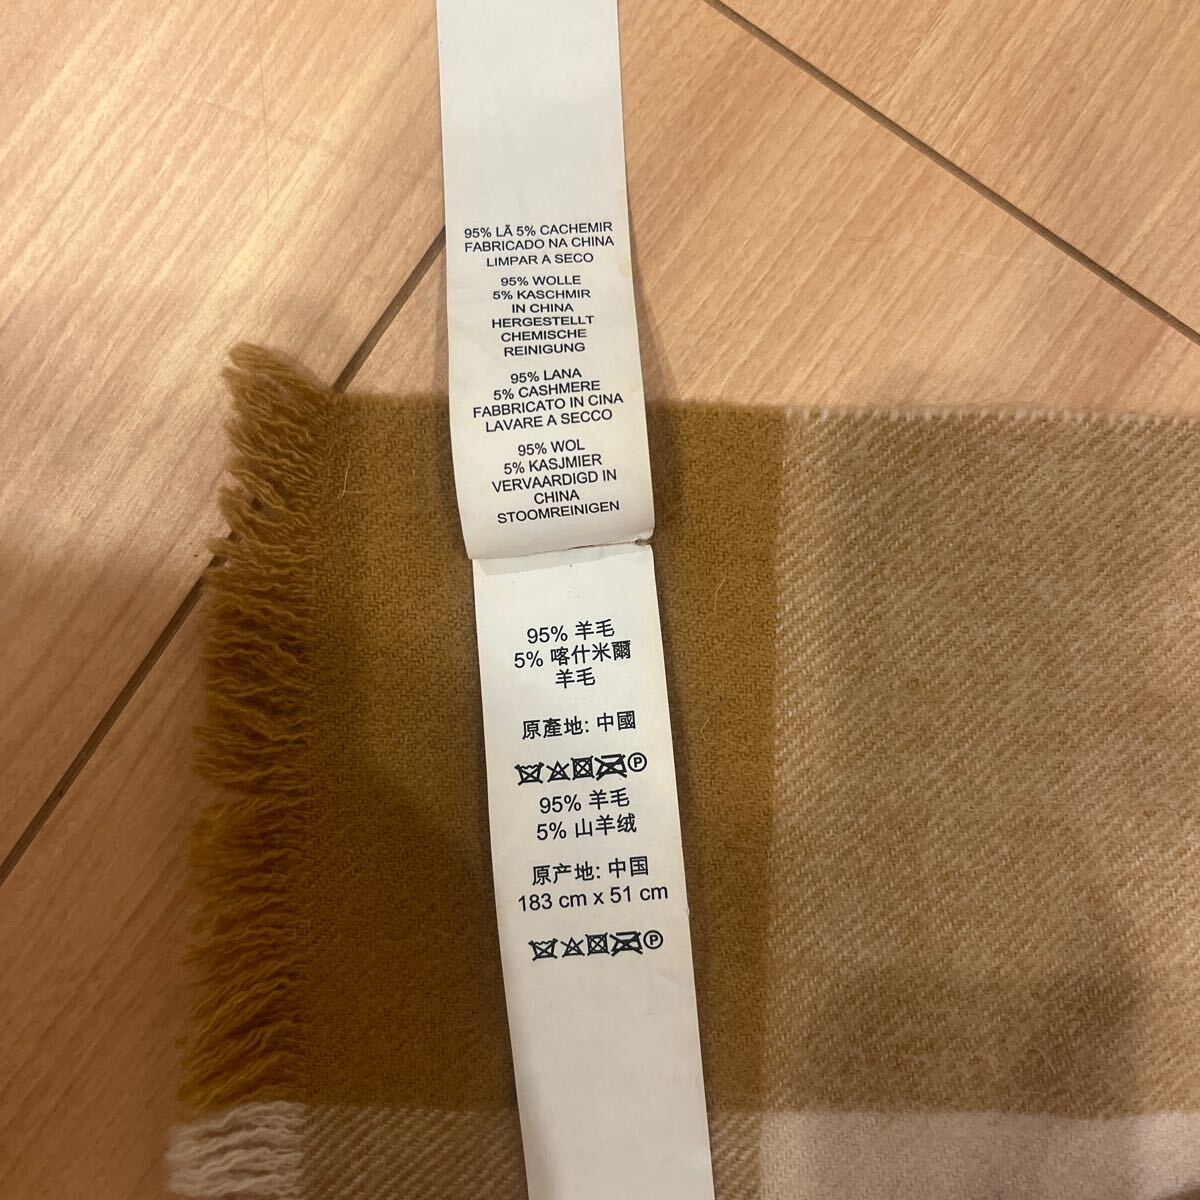 95% LÃ 5% CACHEMIR
FABRICADO NA CHINA
LIMPAR A SECO
95% WOLLE
5% KASCHMIR
IN CHINA
HERGESTELLT
CHEMISCHE
REINIGUNG
95% LANA
5% CASHMERE
FABBRICATO IN CINA
LAVARE A SECCO
95% WOL
5% KASJMIER
VERVAARDIGD IN
CHINA
STOOMREINIGEN
95% 羊毛
5% 喀什米爾
羊毛
原產地: 中國
P
95% 羊毛
5% 山羊绒
原产地: 中国
183 cm x 51 cm
P